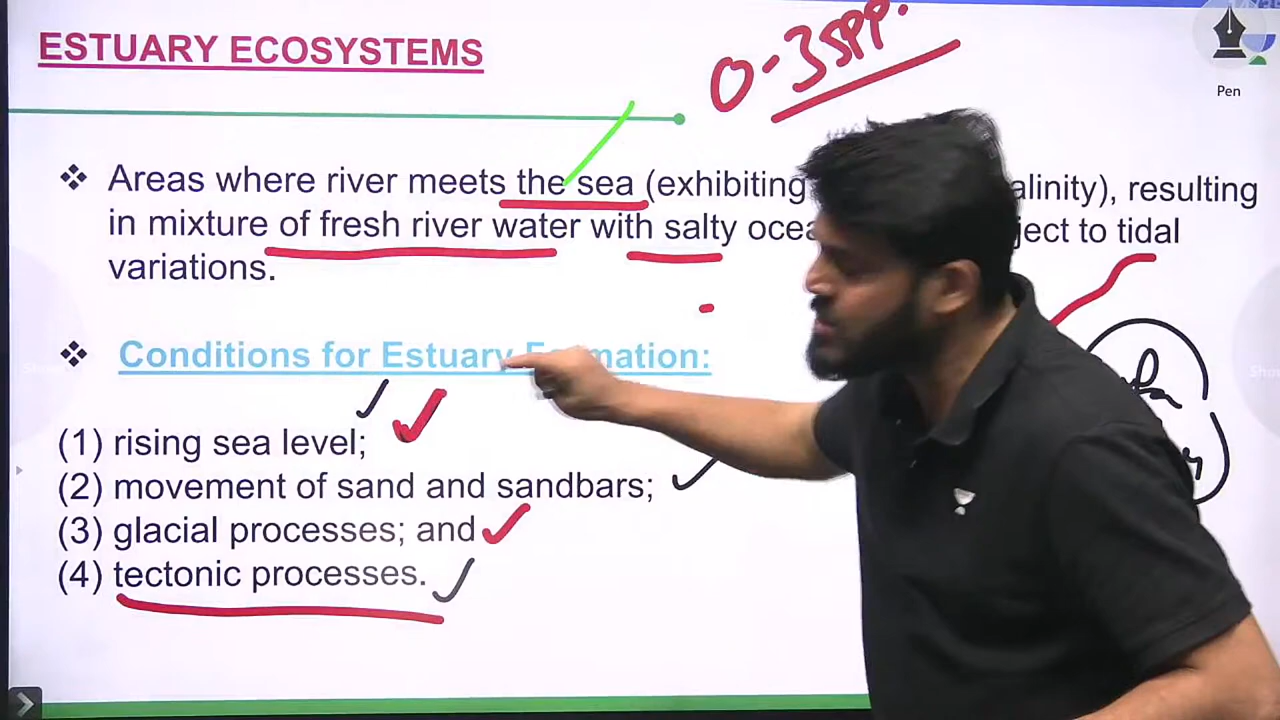 ESTUARY ECOSYSTEMS
0-35pp.
Pen
❖ Areas where river meets the sea (exhibiting alinity), resulting
in mixture of fresh river water with salty ocea ject to tidal
variations.
❖ Conditions for Estuary F mation:
(1) rising sea level;
(2) movement of sand and sandbars;
(3) glacial processes; and
(4) tectonic processes.